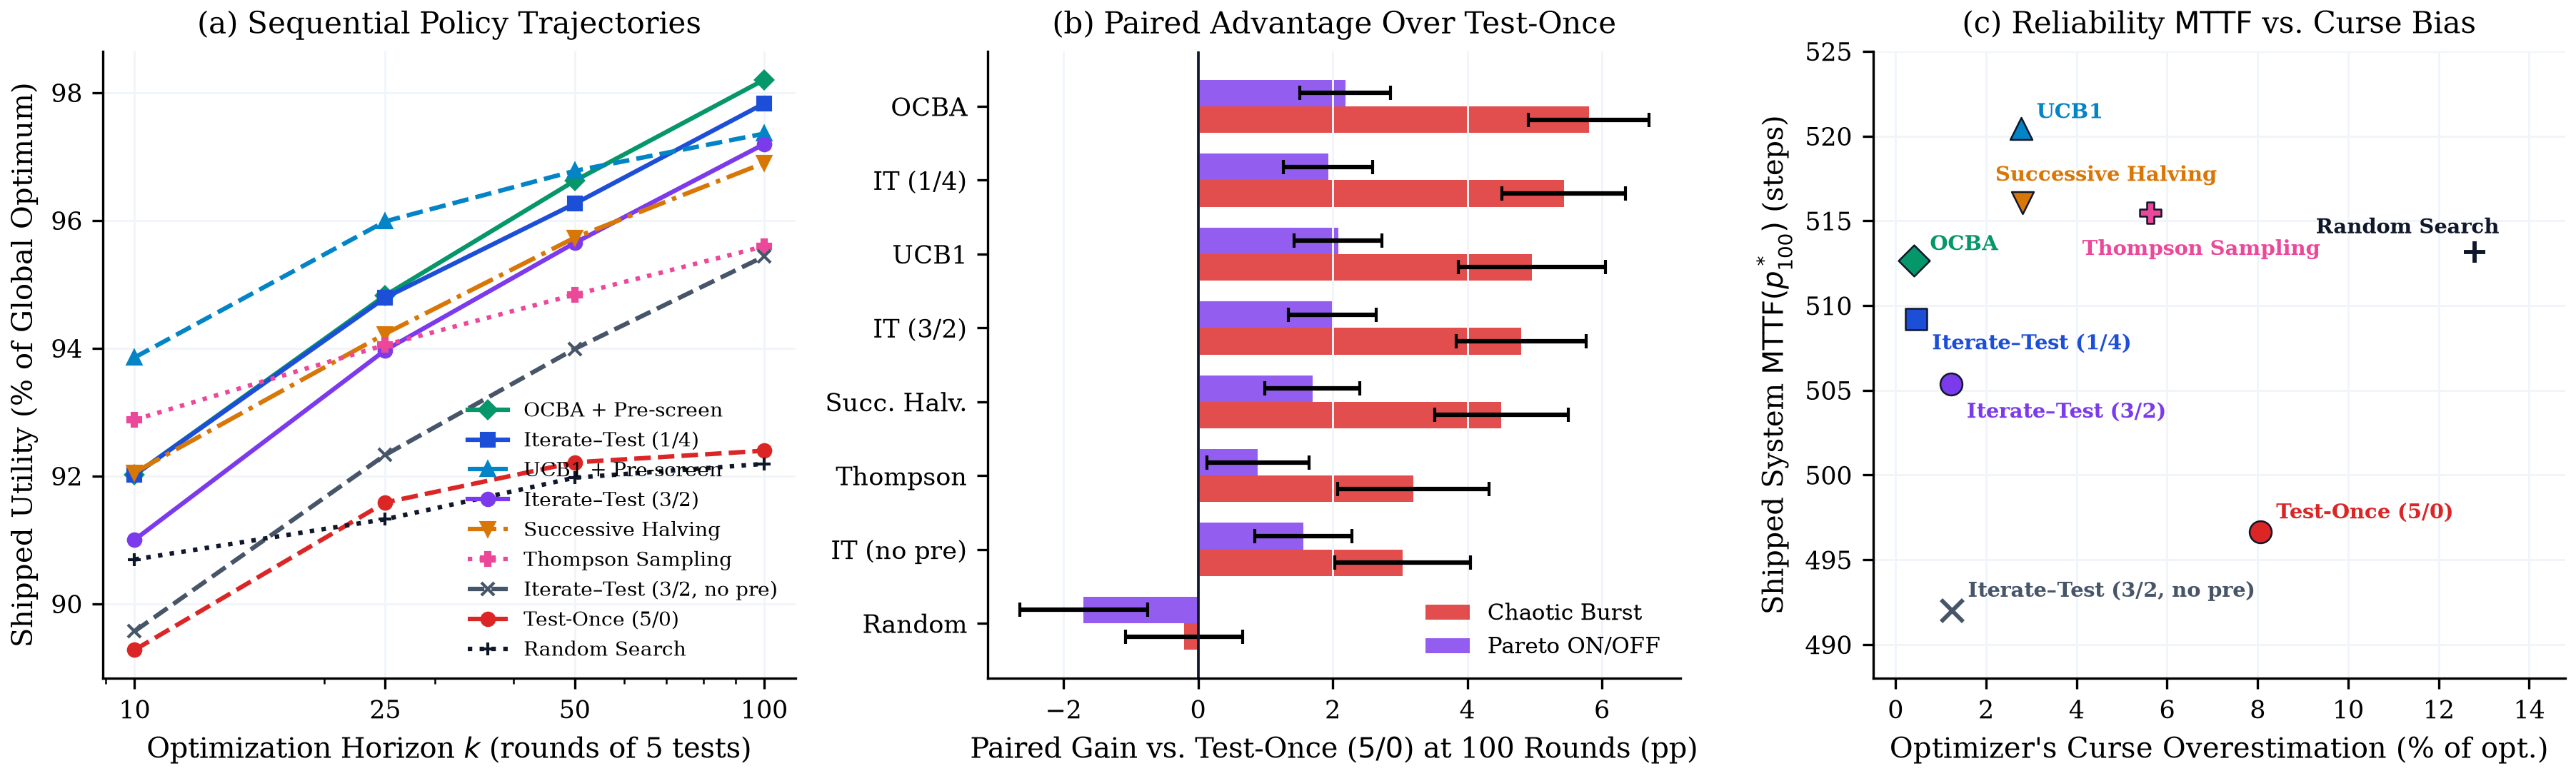 (a) Sequential Policy Trajectories
Shipped Utility (% of Global Optimum)
98
96
94
92
90
10
25
50
100
Optimization Horizon k (rounds of 5 tests)
OCBA + Pre-screen
Iterate–Test (1/4)
UCB1 + Pre-screen
Iterate–Test (3/2)
Successive Halving
Thompson Sampling
Iterate–Test (3/2, no pre)
Test-Once (5/0)
Random Search
(b) Paired Advantage Over Test-Once
OCBA
IT (1/4)
UCB1
IT (3/2)
Succ. Halv.
Thompson
IT (no pre)
Random
Chaotic Burst
Pareto ON/OFF
−2
0
2
4
6
Paired Gain vs. Test-Once (5/0) at 100 Rounds (pp)
(c) Reliability MTTF vs. Curse Bias
Shipped System MTTF(p*100) (steps)
525
520
515
510
505
500
495
490
UCB1
Successive Halving
Random Search
Thompson Sampling
OCBA
Iterate–Test (1/4)
Iterate–Test (3/2)
Test-Once (5/0)
Iterate–Test (3/2, no pre)
0
2
4
6
8
10
12
14
Optimizer's Curse Overestimation (% of opt.)